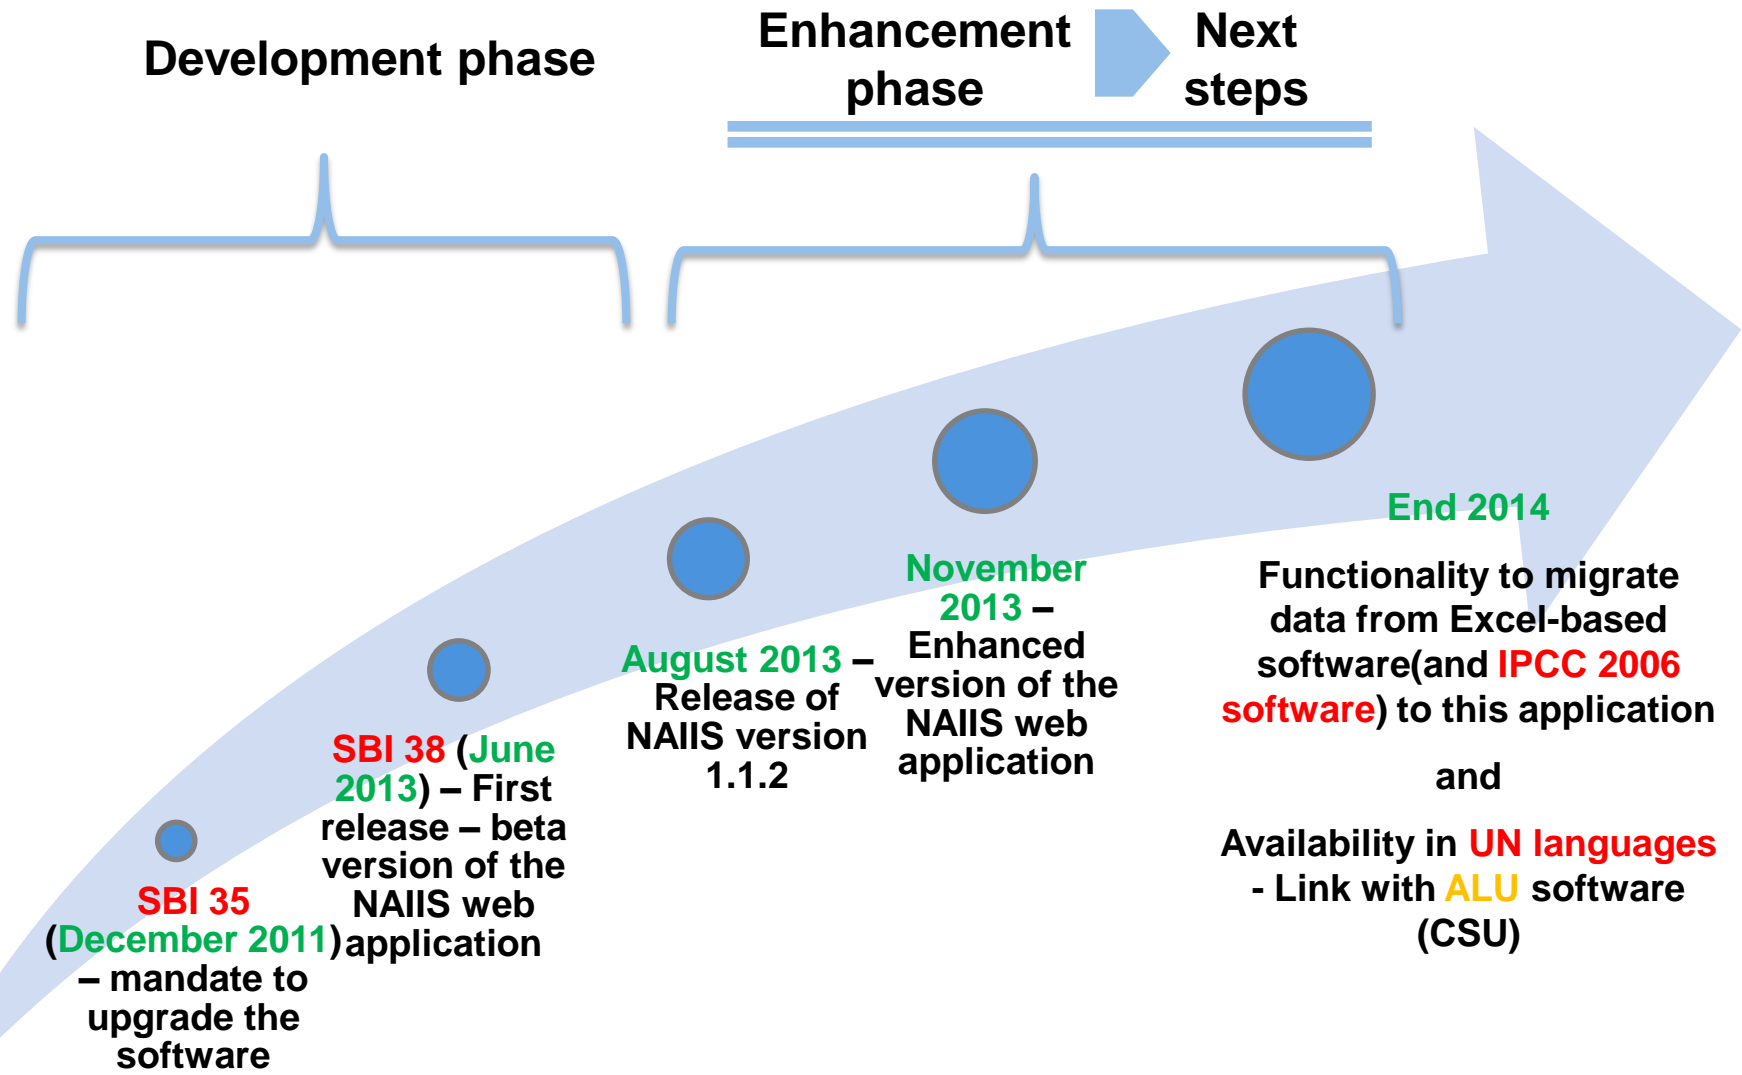 Development phase
Enhancement
phase
Next
steps
SBI 35
(December 2011)
– mandate to
upgrade the
software
SBI 38 (June
2013) – First
release – beta
version of the
NAIIS web
application
August 2013 –
Release of
NAIIS version
1.1.2
November
2013 –
Enhanced
version of the
NAIIS web
application
End 2014
Functionality to migrate
data from Excel-based
software(and IPCC 2006
software) to this application
and
Availability in UN languages
- Link with ALU software
(CSU)